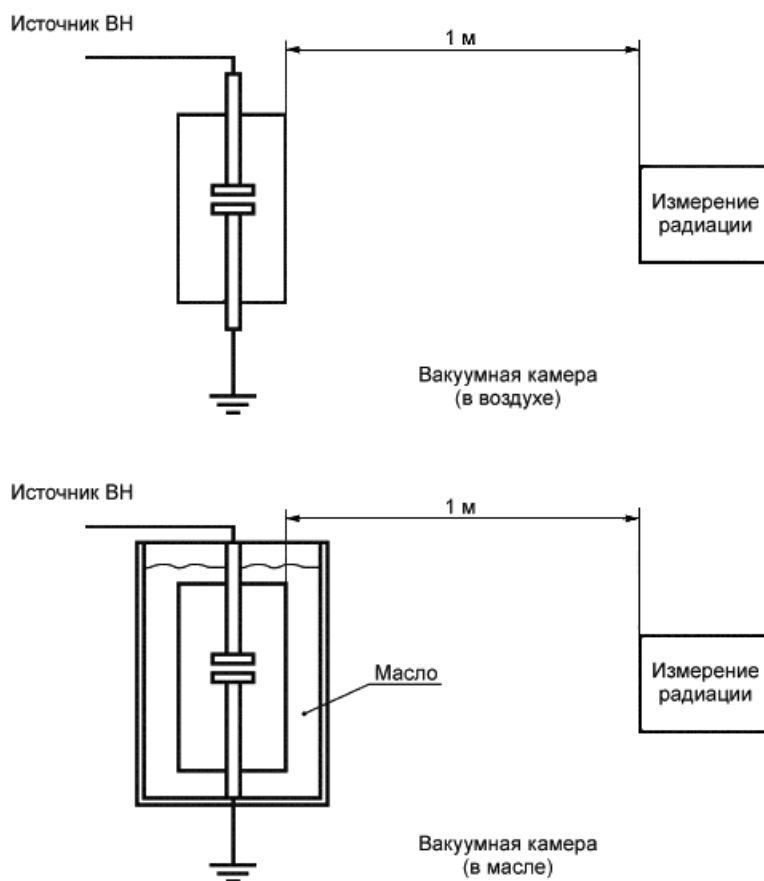 Источник ВН
1 м
Измерение
радиации
Вакуумная камера
(в воздухе)
Источник ВН
1 м
Масло
Измерение
радиации
Вакуумная камера
(в масле)